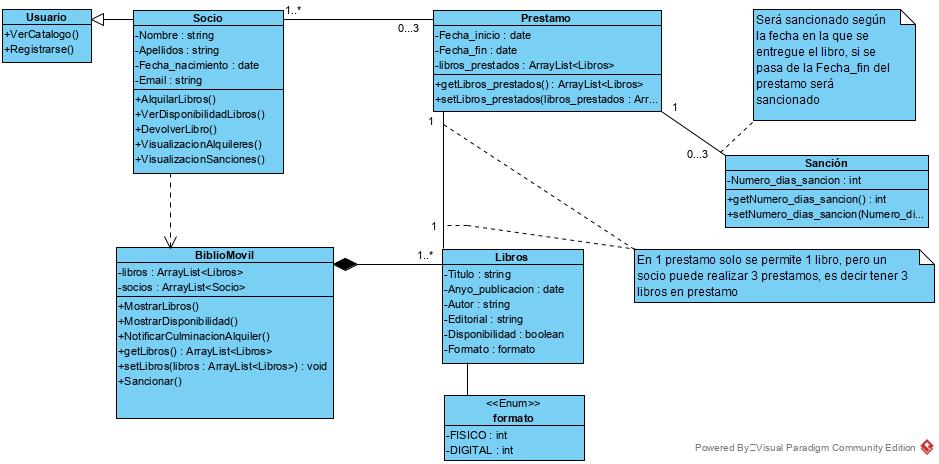 Usuario
+VerCatalogo()
+Registrarse()
Socio
-Nombre : string
-Apellidos : string
-Fecha_nacimiento : date
-Email : string
+AlquilarLibros()
+VerDisponibilidadLibros()
+DevolverLibro()
+VisualizacionAlquileres()
+VisualizacionSanciones()
1..*
0...3
Prestamo
-Fecha_inicio : date
-Fecha_fin : date
-libros_prestados : ArrayList<Libros>
+getLibros_prestados() : ArrayList<Libros>
+setLibros_prestados(libros_prestados : Arr...
Será sancionado según
la fecha en la que se
entregue el libro, si se
pasa de la Fecha_fin del
prestamo será
sancionado
1
0...3
Sanción
-Numero_dias_sancion : int
+getNumero_dias_sancion() : int
+setNumero_dias_sancion(Numero_di...
1
1
BiblioMovil
-libros : ArrayList<Libros>
-socios : ArrayList<Socio>
+MostrarLibros()
+MostrarDisponibilidad()
+NotificarCulminacionAlquiler()
+getLibros() : ArrayList<Libros>
+setLibros(libros : ArrayList<Libros>) : void
+Sancionar()
1..*
Libros
-Titulo : string
-Anyo_publicacion : date
-Autor : string
-Editorial : string
-Disponibilidad : boolean
-Formato : formato
En 1 prestamo solo se permite 1 libro, pero un
socio puede realizar 3 prestamos, es decir tener 3
libros en prestamo
<<Enum>>
formato
-FISICO : int
-DIGITAL : int
Powered By Visual Paradigm Community Edition